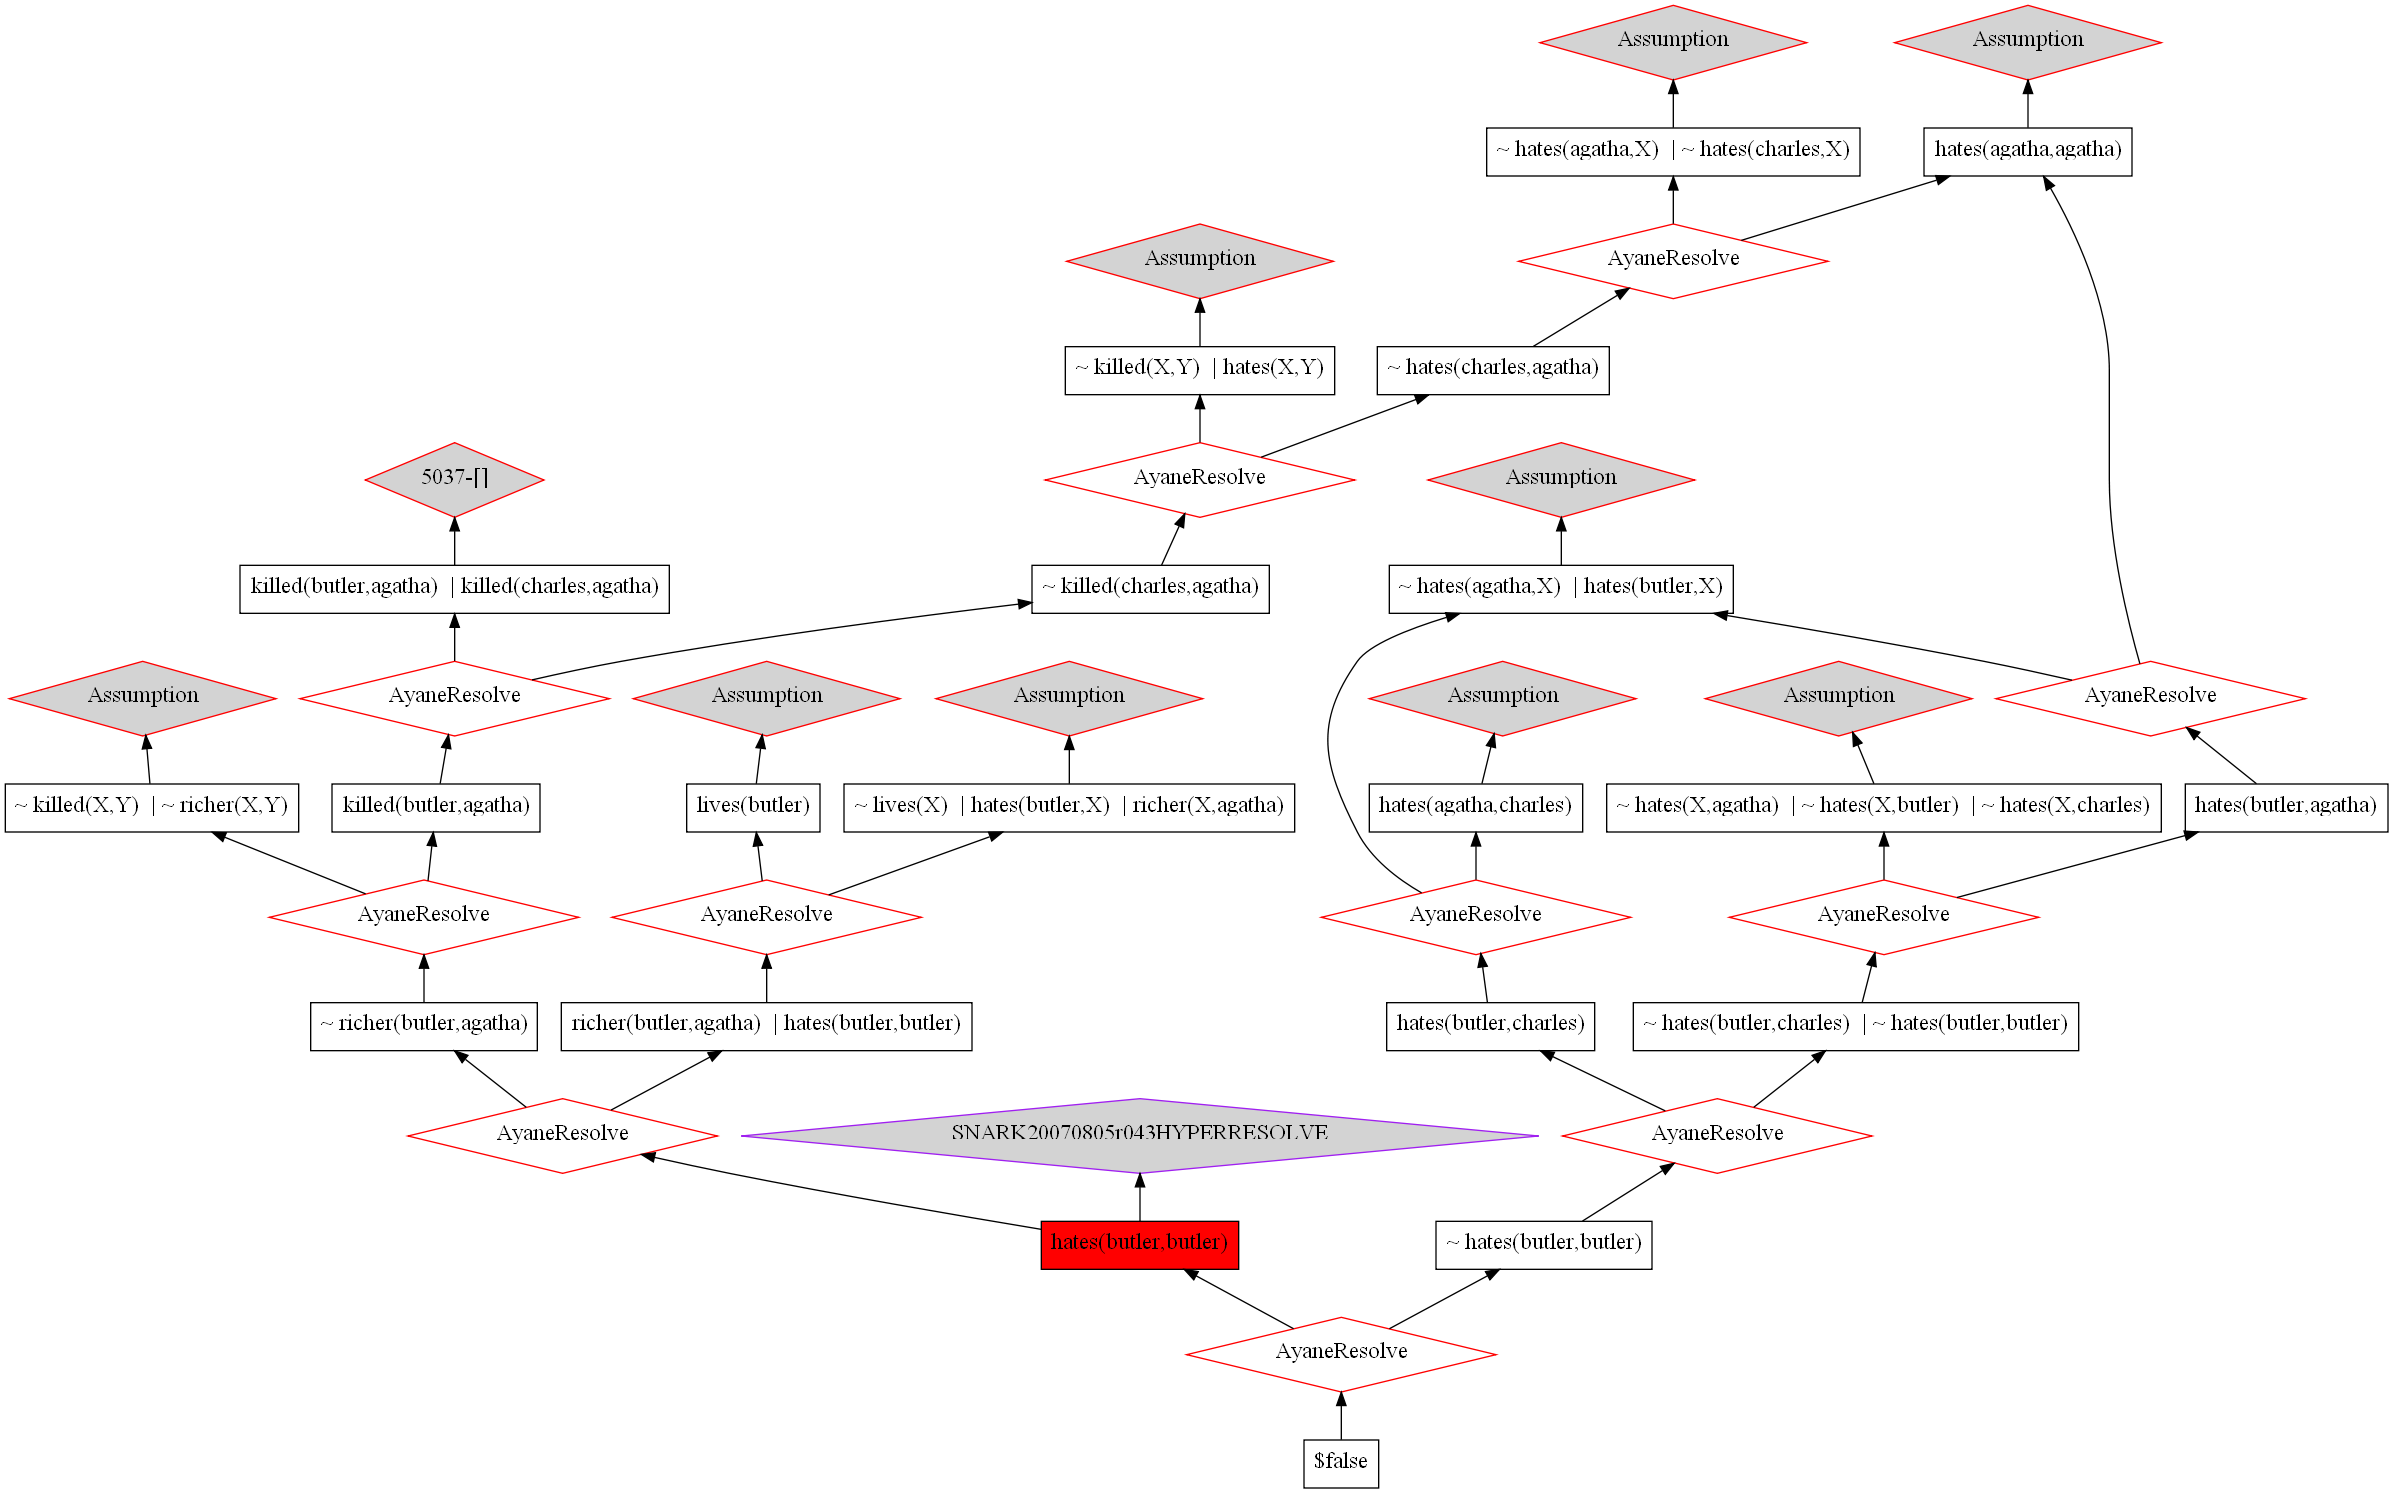 Assumption
Assumption
~ hates(agatha,X) | ~ hates(charles,X)
hates(agatha,agatha)
Assumption
AyaneResolve
~ killed(X,Y) | hates(X,Y)
~ hates(charles,agatha)
5037-[]
AyaneResolve
Assumption
killed(butler,agatha) | killed(charles,agatha)
~ killed(charles,agatha)
~ hates(agatha,X) | hates(butler,X)
Assumption
AyaneResolve
Assumption
Assumption
Assumption
Assumption
AyaneResolve
~ killed(X,Y) | ~ richer(X,Y)
killed(butler,agatha)
lives(butler)
~ lives(X) | hates(butler,X) | richer(X,agatha)
hates(agatha,charles)
~ hates(X,agatha) | ~ hates(X,butler) | ~ hates(X,charles)
hates(butler,agatha)
AyaneResolve
AyaneResolve
AyaneResolve
AyaneResolve
~ richer(butler,agatha)
richer(butler,agatha) | hates(butler,butler)
hates(butler,charles)
~ hates(butler,charles) | ~ hates(butler,butler)
AyaneResolve
SNARK20070805r043HYPERRESOLVE
AyaneResolve
hates(butler,butler)
~ hates(butler,butler)
AyaneResolve
$false